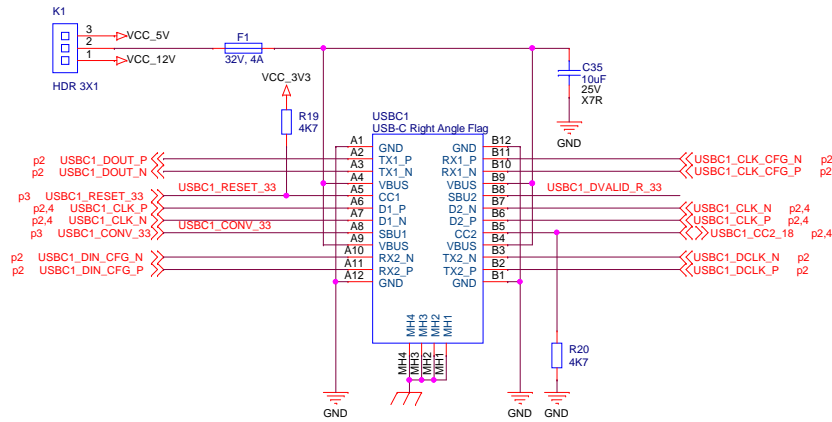 K1
3 VCC_5V
2
1 VCC_12V
HDR 3X1
F1
32V, 4A
C35
10uF
25V
X7R
GND
VCC_3V3
R19
4K7
USBC1
USB-C Right Angle Flag
A1 GND GND B12
p2 USBC1_DOUT_P A2 TX1_P RX1_P B11 USBC1_CLK_CFG_N p2
p2 USBC1_DOUT_N A3 TX1_N RX1_N B10 USBC1_CLK_CFG_P p2
A4 VBUS VBUS B9
p3 USBC1_RESET_33 USBC1_RESET_33 A5 CC1 SBU2 B8 USBC1_DVALID_R_33
p2,4 USBC1_CLK_P A6 D1_P D2_N B7 USBC1_CLK_N p2,4
p2,4 USBC1_CLK_N A7 D1_N D2_P B6 USBC1_CLK_P p2,4
p3 USBC1_CONV_33 USBC1_CONV_33 A8 SBU1 CC2 B5 USBC1_CC2_18 p2,4
A9 VBUS VBUS B4
p2 USBC1_DIN_CFG_N A10 RX2_N TX2_N B3 USBC1_DCLK_N p2
p2 USBC1_DIN_CFG_P A11 RX2_P TX2_P B2 USBC1_DCLK_P p2
A12 GND GND B1
MH4 MH3 MH2 MH1
MH4 MH3 MH2 MH1
R20
4K7
GND
GND
GND